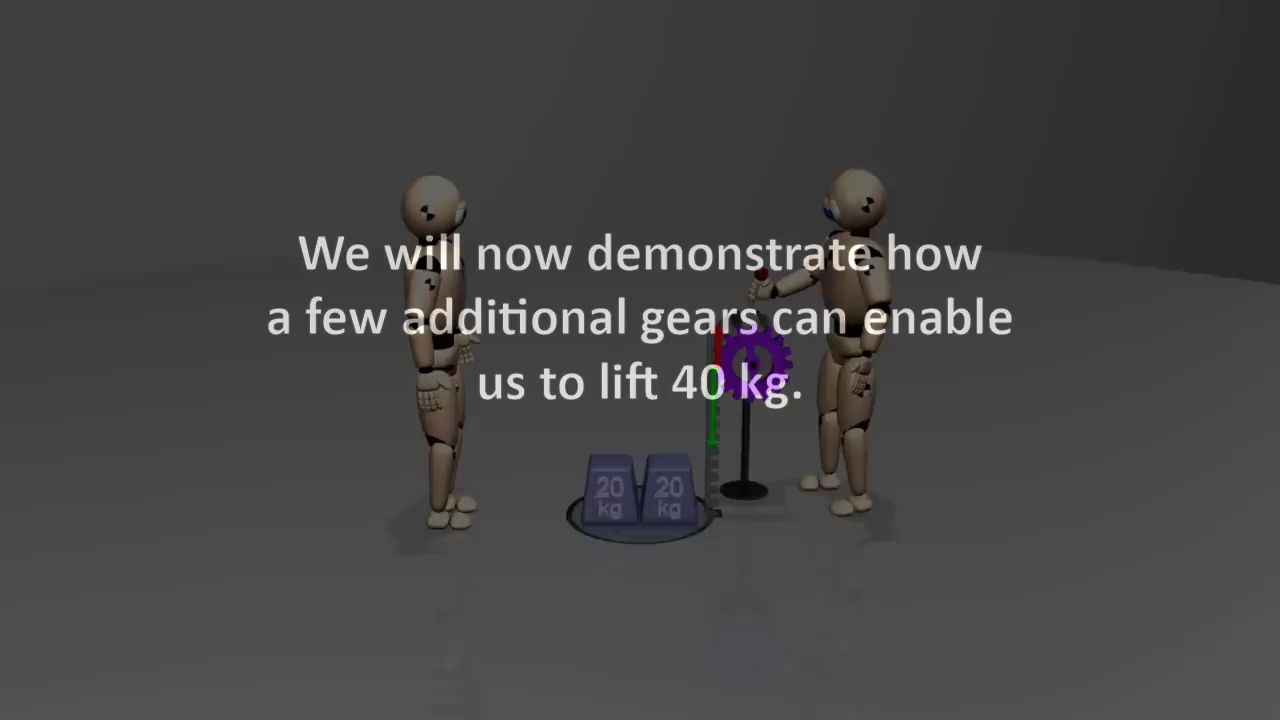 We will now demonstrate how
a few additional gears can enable
us to lift 40 kg.
20 20
kg kg